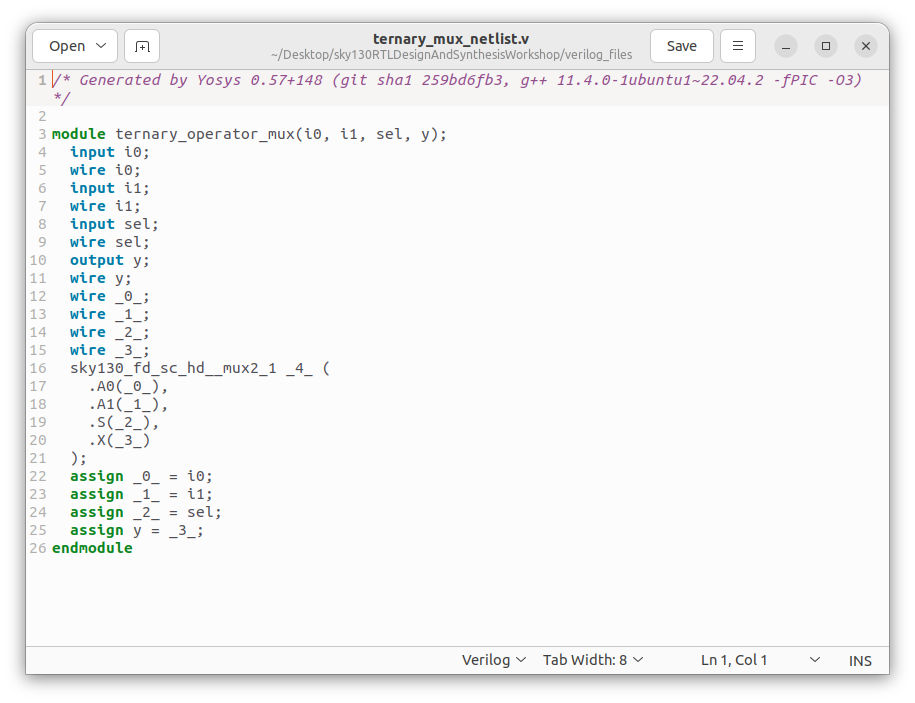 Open
ternary_mux_netlist.v
~/Desktop/sky130RTLDesignAndSynthesisWorkshop/verilog_files
Save
1 /* Generated by Yosys 0.57+148 (git sha1 259bd6fb3, g++ 11.4.0-1ubuntu1~22.04.2 -fPIC -O3)
*/
2
3 module ternary_operator_mux(i0, i1, sel, y);
4   input i0;
5   wire i0;
6   input i1;
7   wire i1;
8   input sel;
9   wire sel;
10   output y;
11   wire y;
12   wire _0_;
13   wire _1_;
14   wire _2_;
15   wire _3_;
16   sky130_fd_sc_hd__mux2_1 _4_ (
17     .A0(_0_),
18     .A1(_1_),
19     .S(_2_),
20     .X(_3_)
21   );
22   assign _0_ = i0;
23   assign _1_ = i1;
24   assign _2_ = sel;
25   assign y = _3_;
26 endmodule
Verilog Tab Width: 8 Ln 1, Col 1 INS